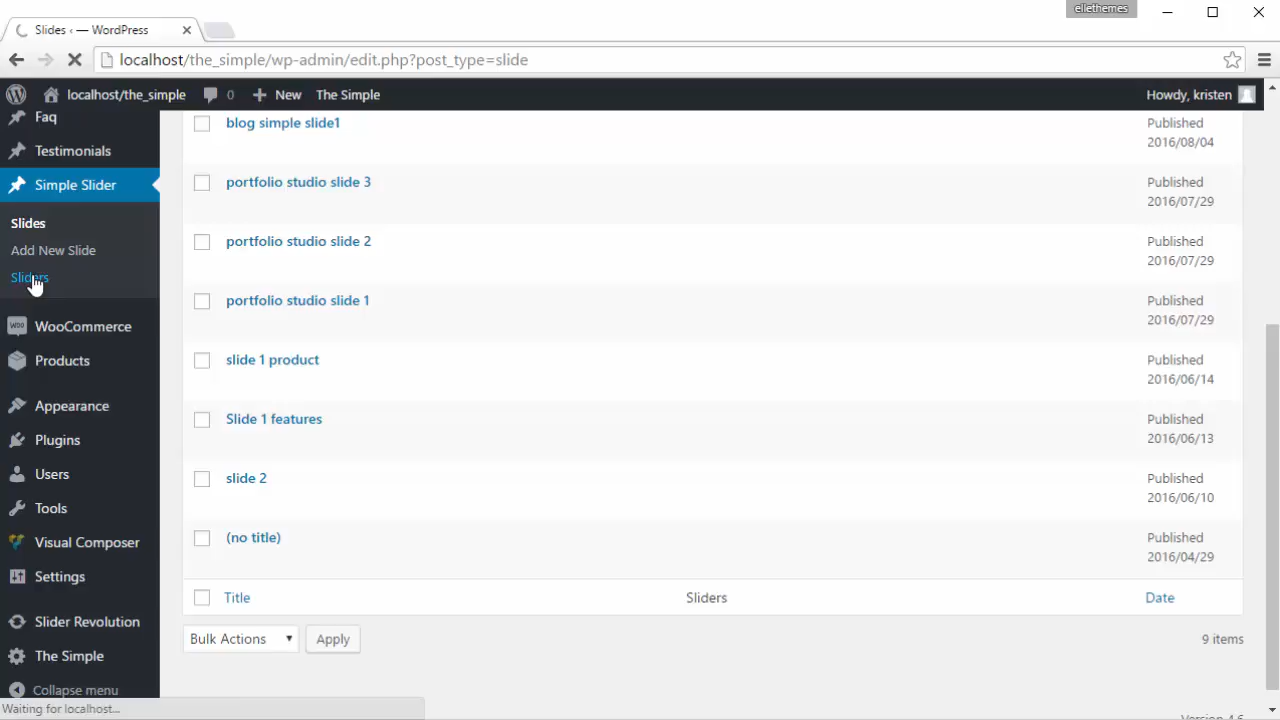 ellethemes
Slides ‹ — WordPress
localhost/the_simple/wp-admin/edit.php?post_type=slide
localhost/the_simple 0 New The Simple Howdy, kristen
Faq
Testimonials
Simple Slider
Slides
Add New Slide
Sliders
WooCommerce
Products
Appearance
Plugins
Users
Tools
Visual Composer
Settings
Slider Revolution
The Simple
Collapse menu
blog simple slide1
Published
2016/08/04
portfolio studio slide 3
Published
2016/07/29
portfolio studio slide 2
Published
2016/07/29
portfolio studio slide 1
Published
2016/07/29
slide 1 product
Published
2016/06/14
Slide 1 features
Published
2016/06/13
slide 2
Published
2016/06/10
(no title)
Published
2016/04/29
Title Sliders Date
Bulk Actions Apply 9 items
Waiting for localhost...
Version 4.6